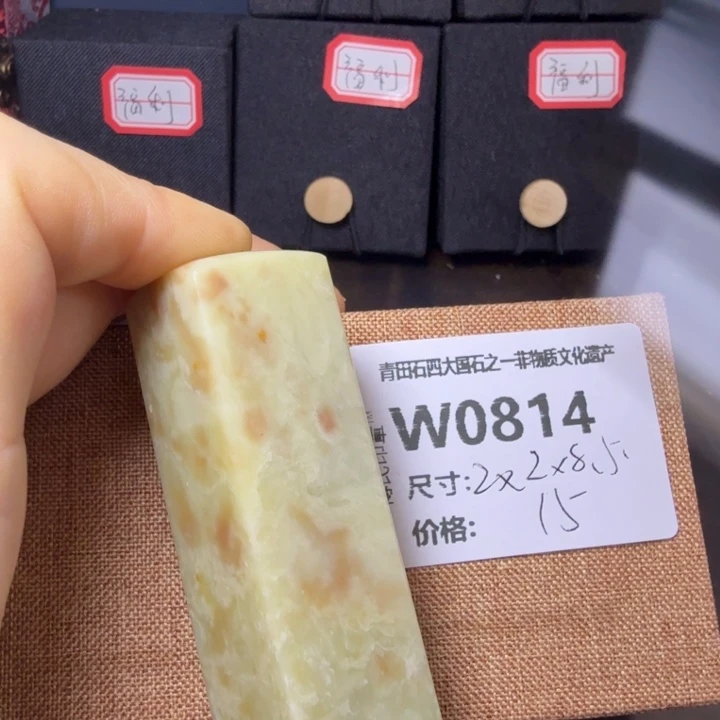 福利
福利
福利
青田石四大国石之一非物质文化遗产
W0814
尺寸:2x2x8.5
价格: 15